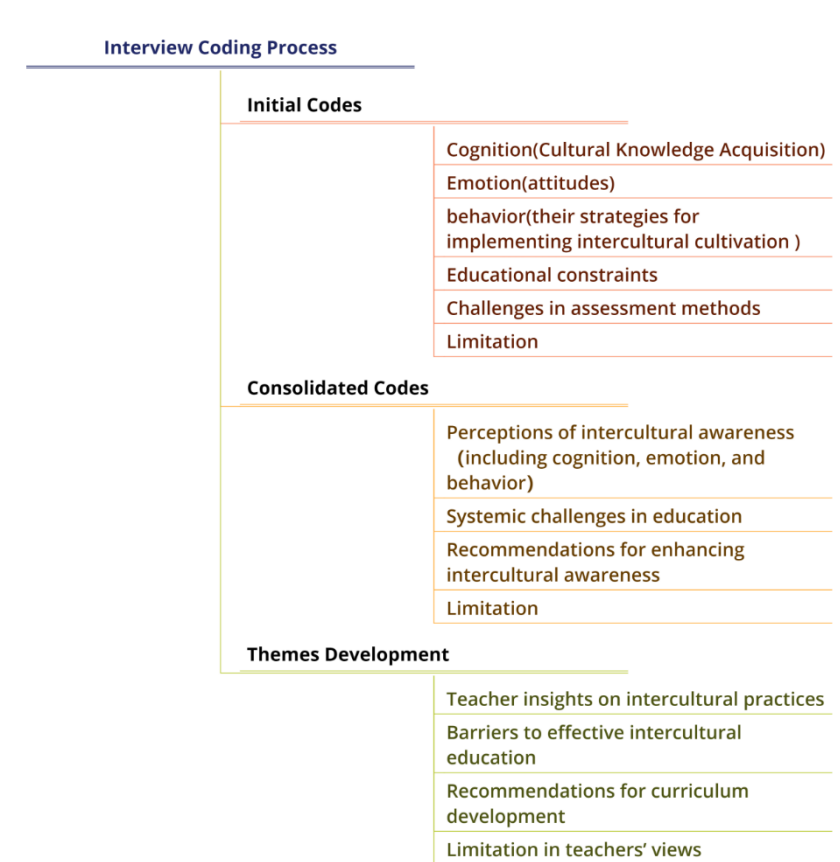 Interview Coding Process
Initial Codes
Cognition(Cultural Knowledge Acquisition)
Emotion(attitudes)
behavior(their strategies for
implementing intercultural cultivation )
Educational constraints
Challenges in assessment methods
Limitation
Consolidated Codes
Perceptions of intercultural awareness
(including cognition, emotion, and
behavior)
Systemic challenges in education
Recommendations for enhancing
intercultural awareness
Limitation
Themes Development
Teacher insights on intercultural practices
Barriers to effective intercultural
education
Recommendations for curriculum
development
Limitation in teachers’ views